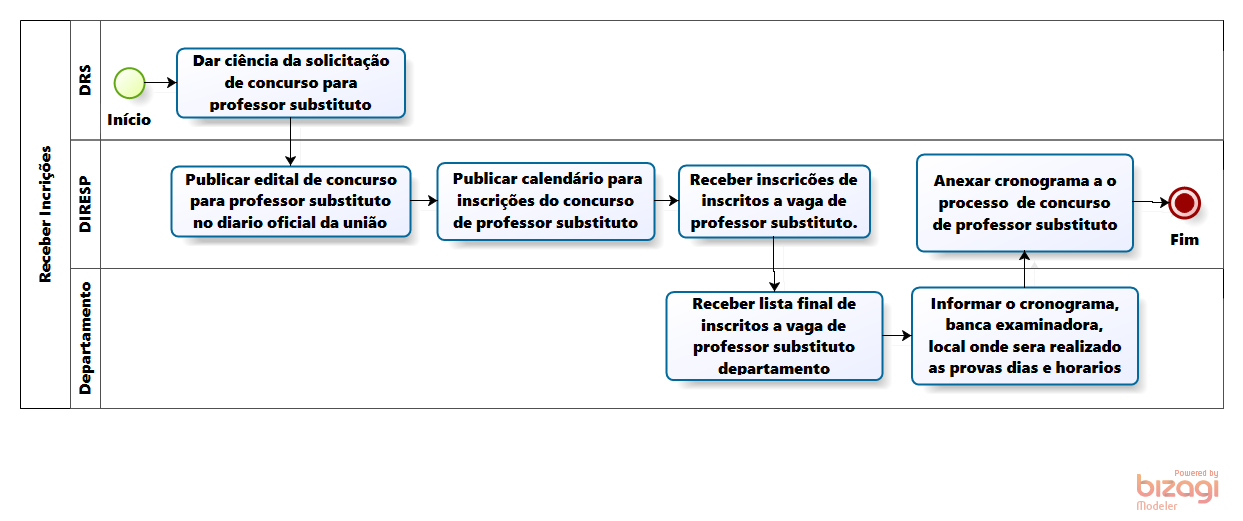 Receber Incrições
DRS
Início
Dar ciência da solicitação
de concurso para
professor substituto
DIRESP
Publicar edital de concurso
para professor substituto
no diario oficial da união
Publicar calendário para
inscrições do concurso
de professor substituto
Receber inscricões de
inscritos a vaga de
professor substituto.
Anexar cronograma a o
processo de concurso
de professor substituto
Fim
Departamento
Receber lista final de
inscritos a vaga de
professor substituto
departamento
Informar o cronograma,
banca examinadora,
local onde sera realizado
as provas dias e horarios
Powered by
bizagi
Modeler